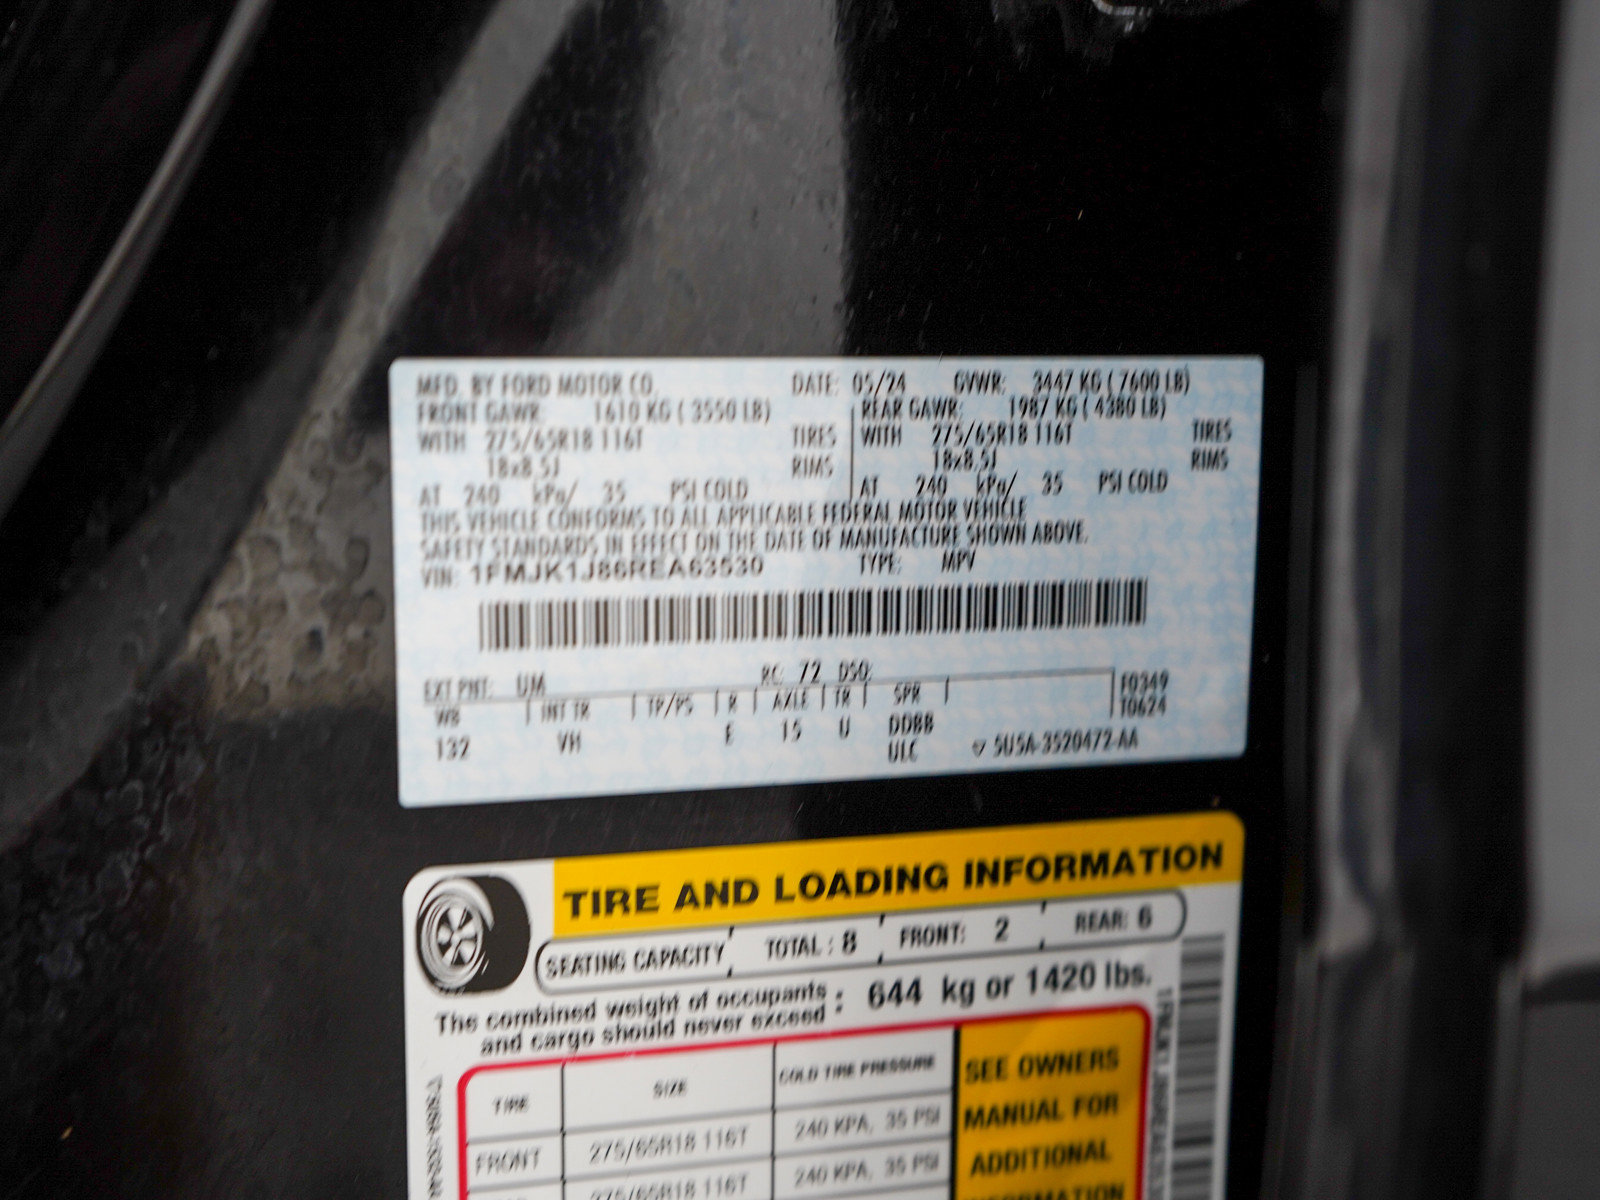 MFD. BY FORD MOTOR CO. DATE: 05/24 GVWR: 3447 KG ( 7600 LB)
FRONT GAWR: 1610 KG ( 3550 LB) REAR GAWR: 1987 KG ( 4380 LB)
WITH 275/65R18 116T TIRES WITH 275/65R18 116T TIRES
18x8.5J RIMS 18x8.5J RIMS
AT 240 kPa/ 35 PSI COLD AT 240 kPa/ 35 PSI COLD
THIS VEHICLE CONFORMS TO ALL APPLICABLE FEDERAL MOTOR VEHICLE
SAFETY STANDARDS IN EFFECT ON THE DATE OF MANUFACTURE SHOWN ABOVE.
VIN: 1FMJK1J86REA63530 TYPE: MPV
EXT PNT: UM RC: 72 DSO:
WB INT TR TP/PS R AXLE TR SPR F0349
T0624
132 VH E 15 U DDBB
ULC 5U5A-3520472-AA
TIRE AND LOADING INFORMATION
SEATING CAPACITY TOTAL : 8 FRONT: 2 REAR: 6
The combined weight of occupants : 644 kg or 1420 lbs.
and cargo should never exceed :
TIRE SIZE COLD TIRE PRESSURE SEE OWNERS
MANUAL FOR
FRONT 275/65R18 116T 240 KPA, 35 PSI ADDITIONAL
275/65R18 116T 240 KPA, 35 PSI INFORMATION